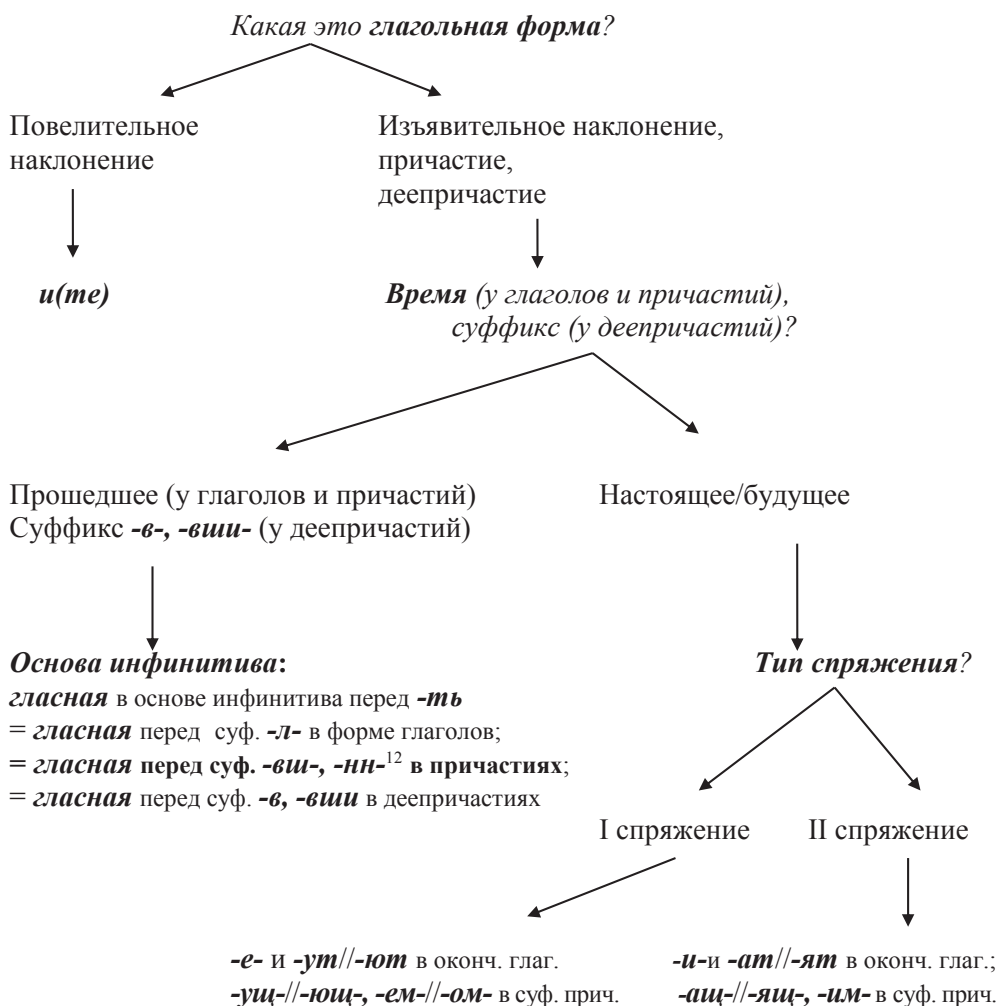 Какая это глагольная форма?
Повелительное
наклонение
Изъявительное наклонение,
причастие,
деепричастие
и(те)
Время (у глаголов и причастий),
суффикс (у деепричастий)?
Прошедшее (у глаголов и причастий)
Суффикс -в-, -вши- (у деепричастий)
Настоящее/будущее
Основа инфинитива:
гласная в основе инфинитива перед -ть
= гласная перед суф. -л- в форме глаголов;
= гласная перед суф. -вш-, -нн-12 в причастиях;
= гласная перед суф. -в, -вши в деепричастиях
Тип спряжения?
I спряжение
II спряжение
-е- и -ут//-ют в оконч. глаг.
-ущ-//-ющ-, -ем-//-ом- в суф. прич.
-и-и -ат//-ят в оконч. глаг.;
-ащ-//-ящ-, -им- в суф. прич.